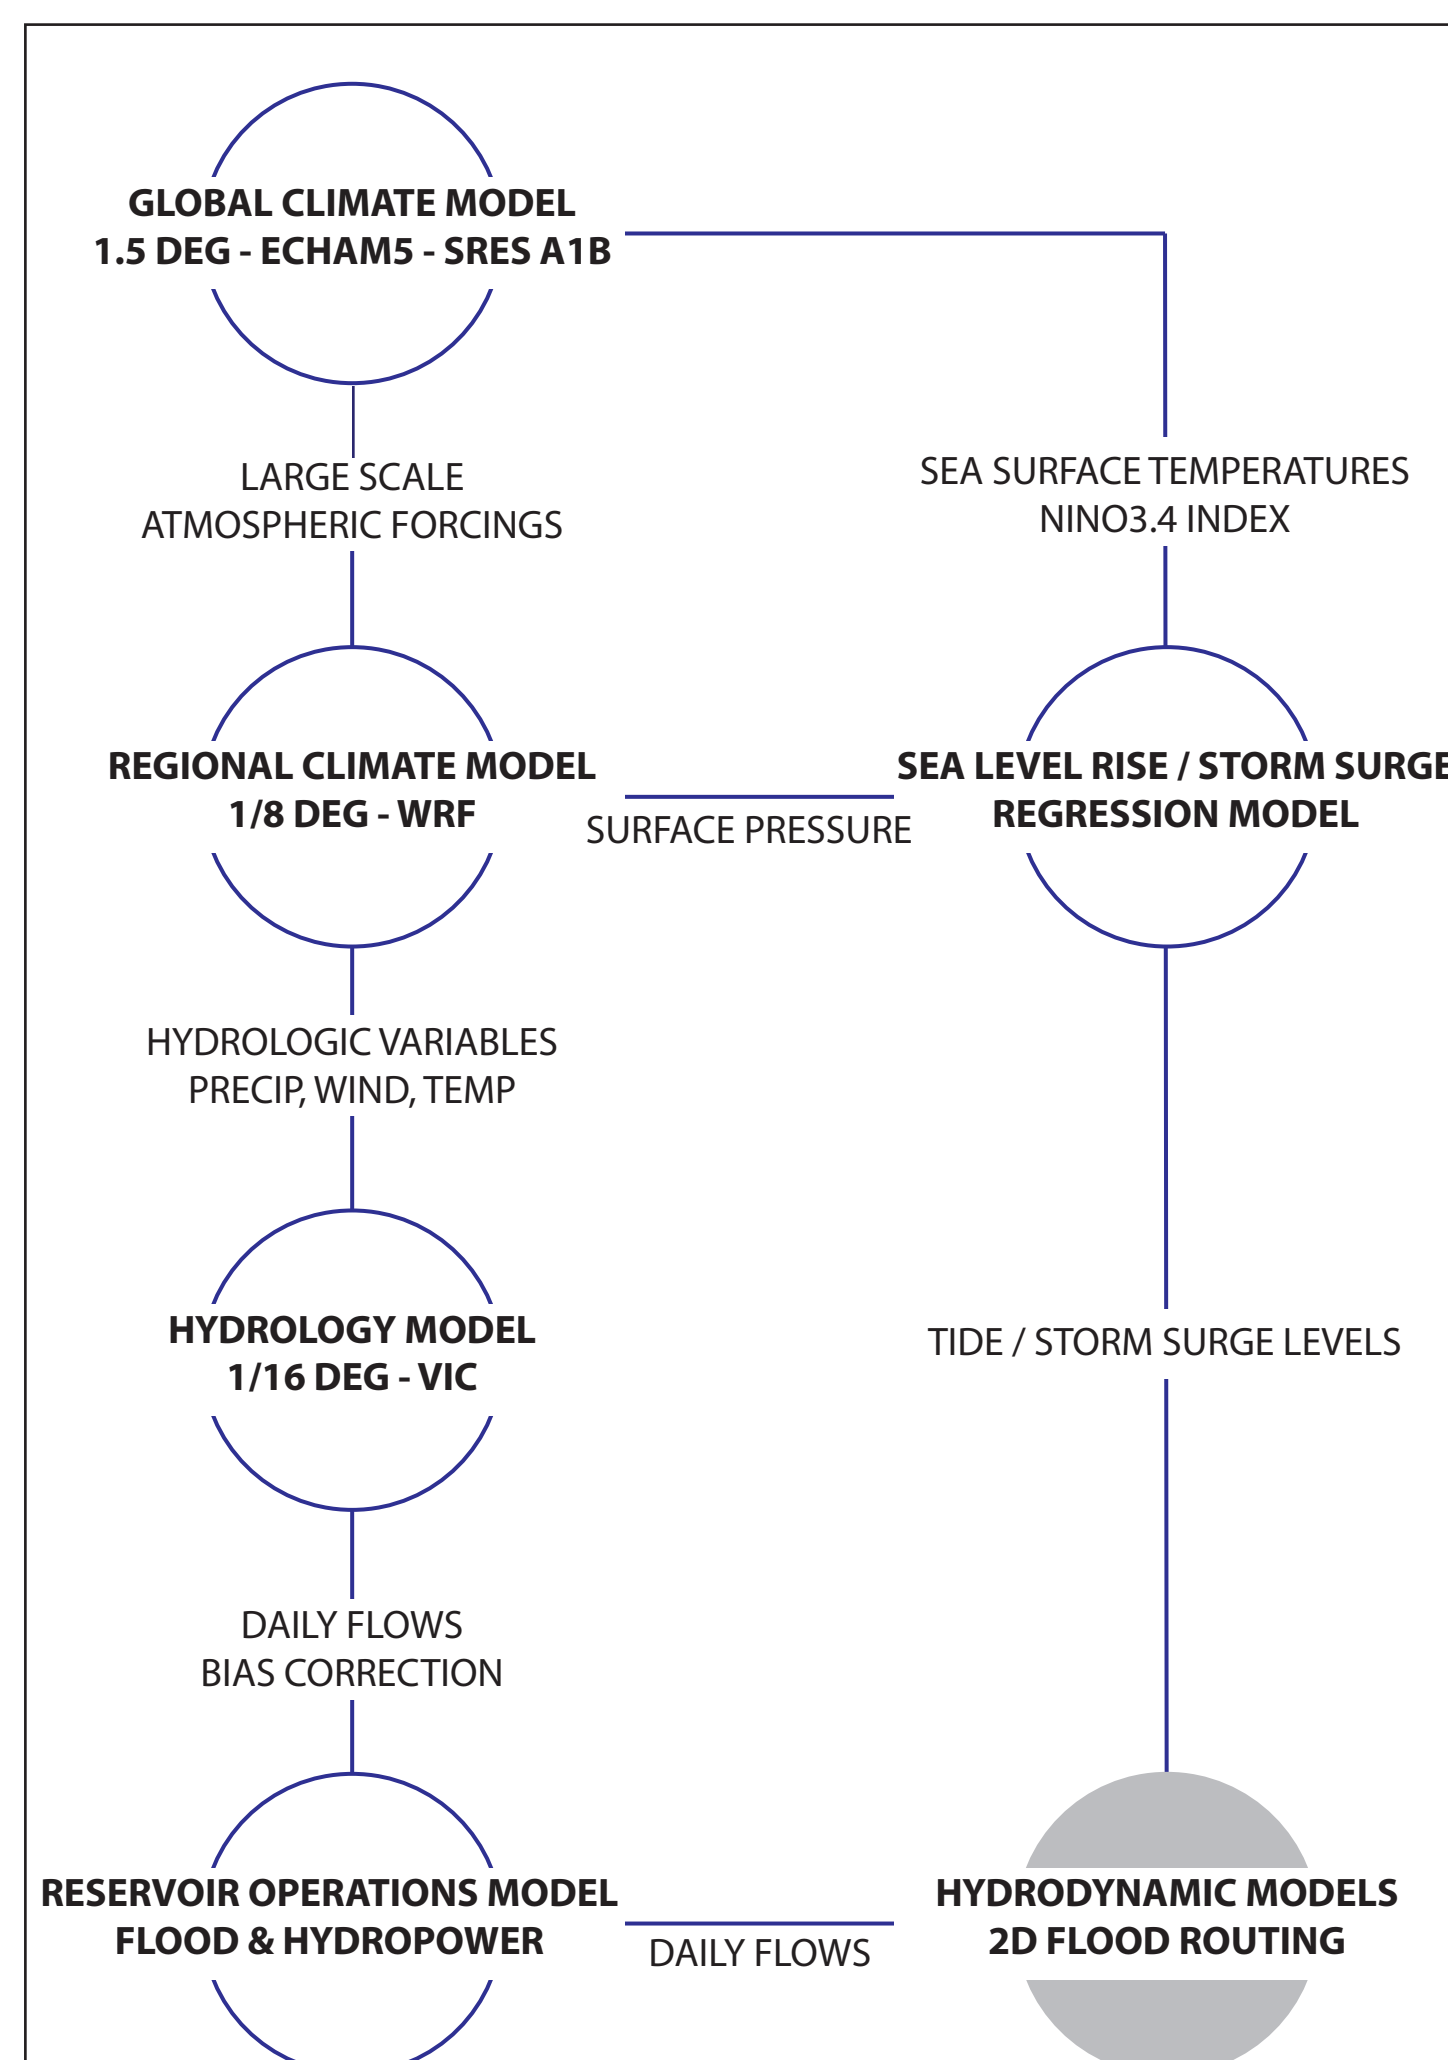 GLOBAL CLIMATE MODEL
1.5 DEG - ECHAM5 - SRES A1B
LARGE SCALE
ATMOSPHERIC FORCINGS
SEA SURFACE TEMPERATURES
NINO3.4 INDEX
REGIONAL CLIMATE MODEL
1/8 DEG - WRF
SURFACE PRESSURE
SEA LEVEL RISE / STORM SURGE
REGRESSION MODEL
HYDROLOGIC VARIABLES
PRECIP, WIND, TEMP
HYDROLOGY MODEL
1/16 DEG - VIC
TIDE / STORM SURGE LEVELS
DAILY FLOWS
BIAS CORRECTION
RESERVOIR OPERATIONS MODEL
FLOOD & HYDROPOWER
DAILY FLOWS
HYDRODYNAMIC MODELS
2D FLOOD ROUTING